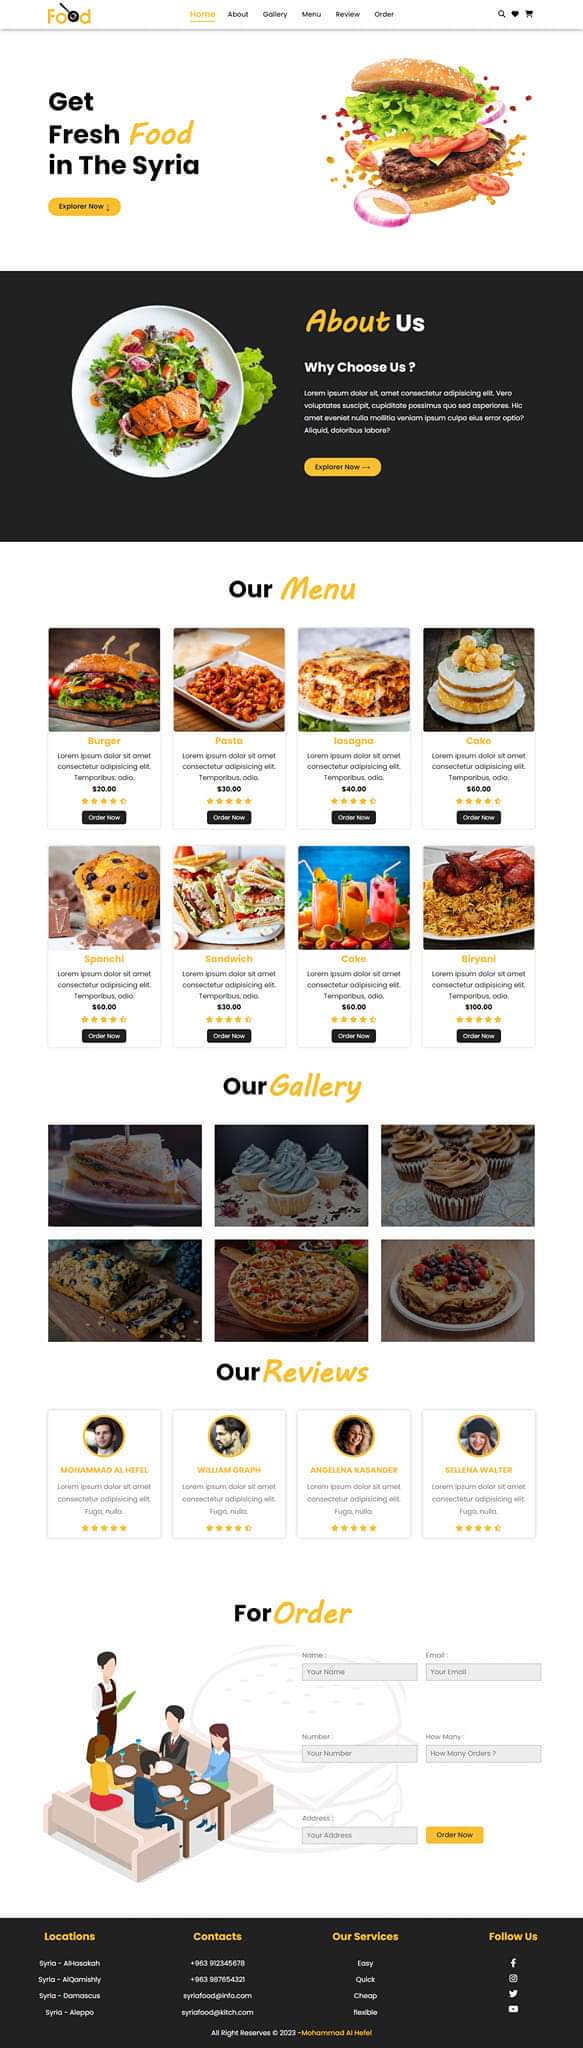 Food
Home About Gallery Menu Review Order
Get
Fresh Food
in The Syria
Explorer Now ↓
About Us
Why Choose Us ?
Lorem ipsum dolor sit, amet consectetur adipisicing elit. Vero
voluptates suscipit, cupiditate possimus quo sed asperiores. Hic
amet eveniet nulla mollitia veniam ipsum culpa eius error optio?
Aliquid, doloribus labore?
Explorer Now →
Our Menu
Burger
Lorem ipsum dolor sit amet
consectetur adipisicing elit.
Temporibus, odio.
$20.00
Order Now
Pasta
Lorem ipsum dolor sit amet
consectetur adipisicing elit.
Temporibus, odio.
$30.00
Order Now
lasagna
Lorem ipsum dolor sit amet
consectetur adipisicing elit.
Temporibus, odio.
$40.00
Order Now
Cake
Lorem ipsum dolor sit amet
consectetur adipisicing elit.
Temporibus, odio.
$60.00
Order Now
Spanchi
Lorem ipsum dolor sit amet
consectetur adipisicing elit.
Temporibus, odio.
$60.00
Order Now
Sandwich
Lorem ipsum dolor sit amet
consectetur adipisicing elit.
Temporibus, odio.
$30.00
Order Now
Cake
Lorem ipsum dolor sit amet
consectetur adipisicing elit.
Temporibus, odio.
$60.00
Order Now
Biryani
Lorem ipsum dolor sit amet
consectetur adipisicing elit.
Temporibus, odio.
$100.00
Order Now
Our Gallery
Our Reviews
MOHAMMAD AL HEFEL
Lorem ipsum dolor sit amet
consectetur adipisicing elit.
Fuga, nulla.
WILLIAM GRAPH
Lorem ipsum dolor sit amet
consectetur adipisicing elit.
Fuga, nulla.
ANGELENA KASANDER
Lorem ipsum dolor sit amet
consectetur adipisicing elit.
Fuga, nulla.
SELLENA WALTER
Lorem ipsum dolor sit amet
consectetur adipisicing elit.
Fuga, nulla.
For Order
Name :
Your Name
Email :
Your Email
Number :
Your Number
How Many :
How Many Orders ?
Address :
Your Address
Order Now
Locations
Syria - AlHasakah
Syria - AlQamishly
Syria - Damascus
Syria - Aleppo
Contacts
+963 912345678
+963 987654321
syriafood@info.com
syriafood@kitch.com
Our Services
Easy
Quick
Cheap
flexible
Follow Us
All Right Reserves © 2023 -Mohammad Al Hefel